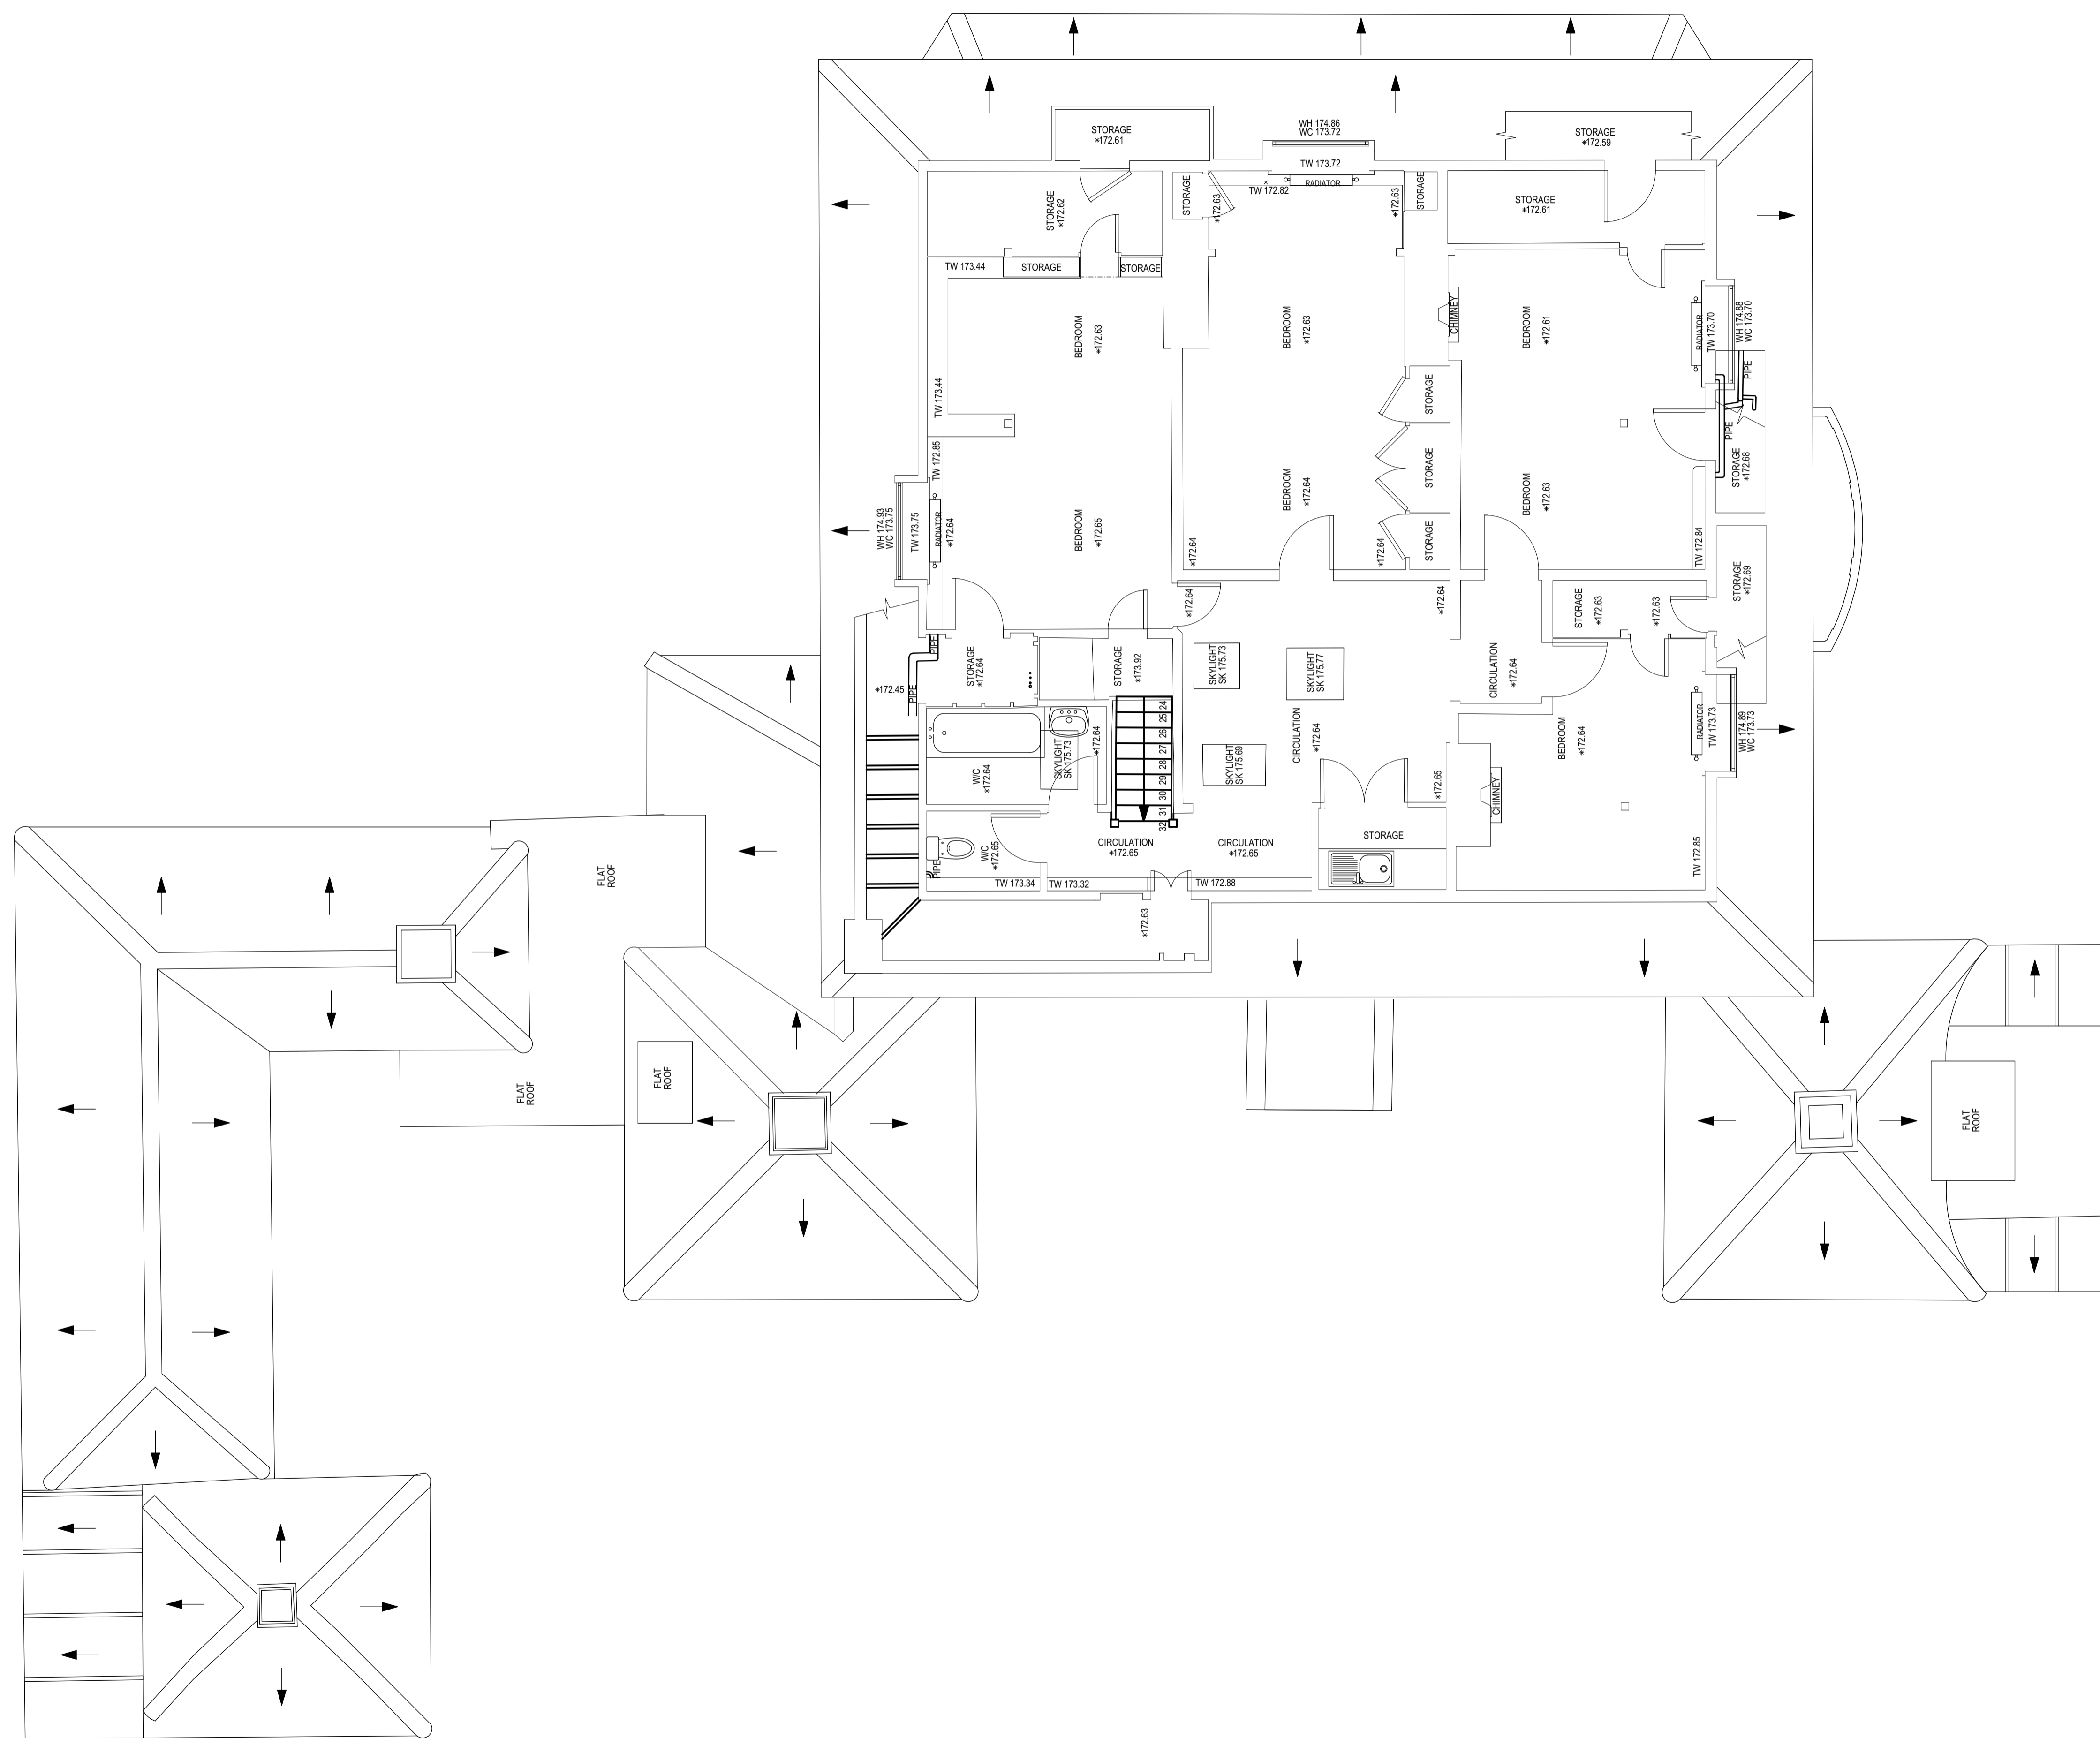 WH 174.86
WC 173.72
STORAGE
*172.61
STORAGE
*172.59
TW 173.72
RADIATOR
TW 172.82
STORAGE
*172.62
STORAGE
*172.63
*172.63
STORAGE
STORAGE
*172.61
TW 173.44
STORAGE
STORAGE
BEDROOM
*172.63
BEDROOM
*172.63
CHIMNEY
BEDROOM
*172.61
RADIATOR
TW 173.70
WH 174.88
WC 173.70
PIPE
PIPE
TW 173.44
STORAGE
TW 172.85
STORAGE
STORAGE
*172.68
BEDROOM
*172.64
BEDROOM
*172.63
WH 174.93
WC 173.75
TW 173.75
RADIATOR
*172.64
BEDROOM
*172.65
*172.64
*172.64
STORAGE
TW 172.84
STORAGE
*172.69
*172.64
*172.64
STORAGE
*172.63
*172.63
PIPE
STORAGE
*172.64
STORAGE
*173.92
SKYLIGHT
SK 175.73
SKYLIGHT
SK 175.77
CIRCULATION
*172.64
*172.45
PIPE
24
25
26
27
28
29
30
31
32
SKYLIGHT
SK 175.73
*172.64
W/C
*172.64
SKYLIGHT
SK 175.69
CIRCULATION
*172.64
BEDROOM
*172.64
RADIATOR
TW 173.73
WH 174.89
WC 173.73
*172.65
CHIMNEY
CIRCULATION
*172.65
CIRCULATION
*172.65
STORAGE
W/C
*172.65
PIPE
TW 173.34
TW 173.32
TW 172.88
TW 172.85
*172.63
FLAT
ROOF
FLAT
ROOF
FLAT
ROOF
FLAT
ROOF